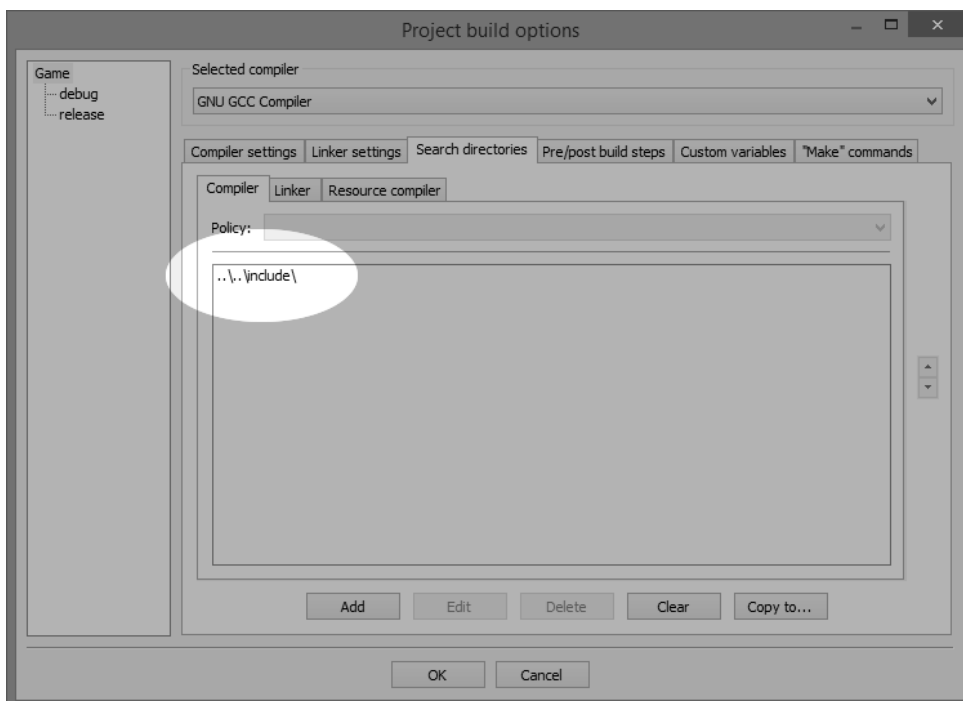 Project build options
Game
debug
release
Selected compiler
GNU GCC Compiler
Compiler settings Linker settings Search directories Pre/post build steps Custom variables "Make" commands
Compiler Linker Resource compiler
Policy:
..\..\include\
Add Edit Delete Clear Copy to...
OK Cancel